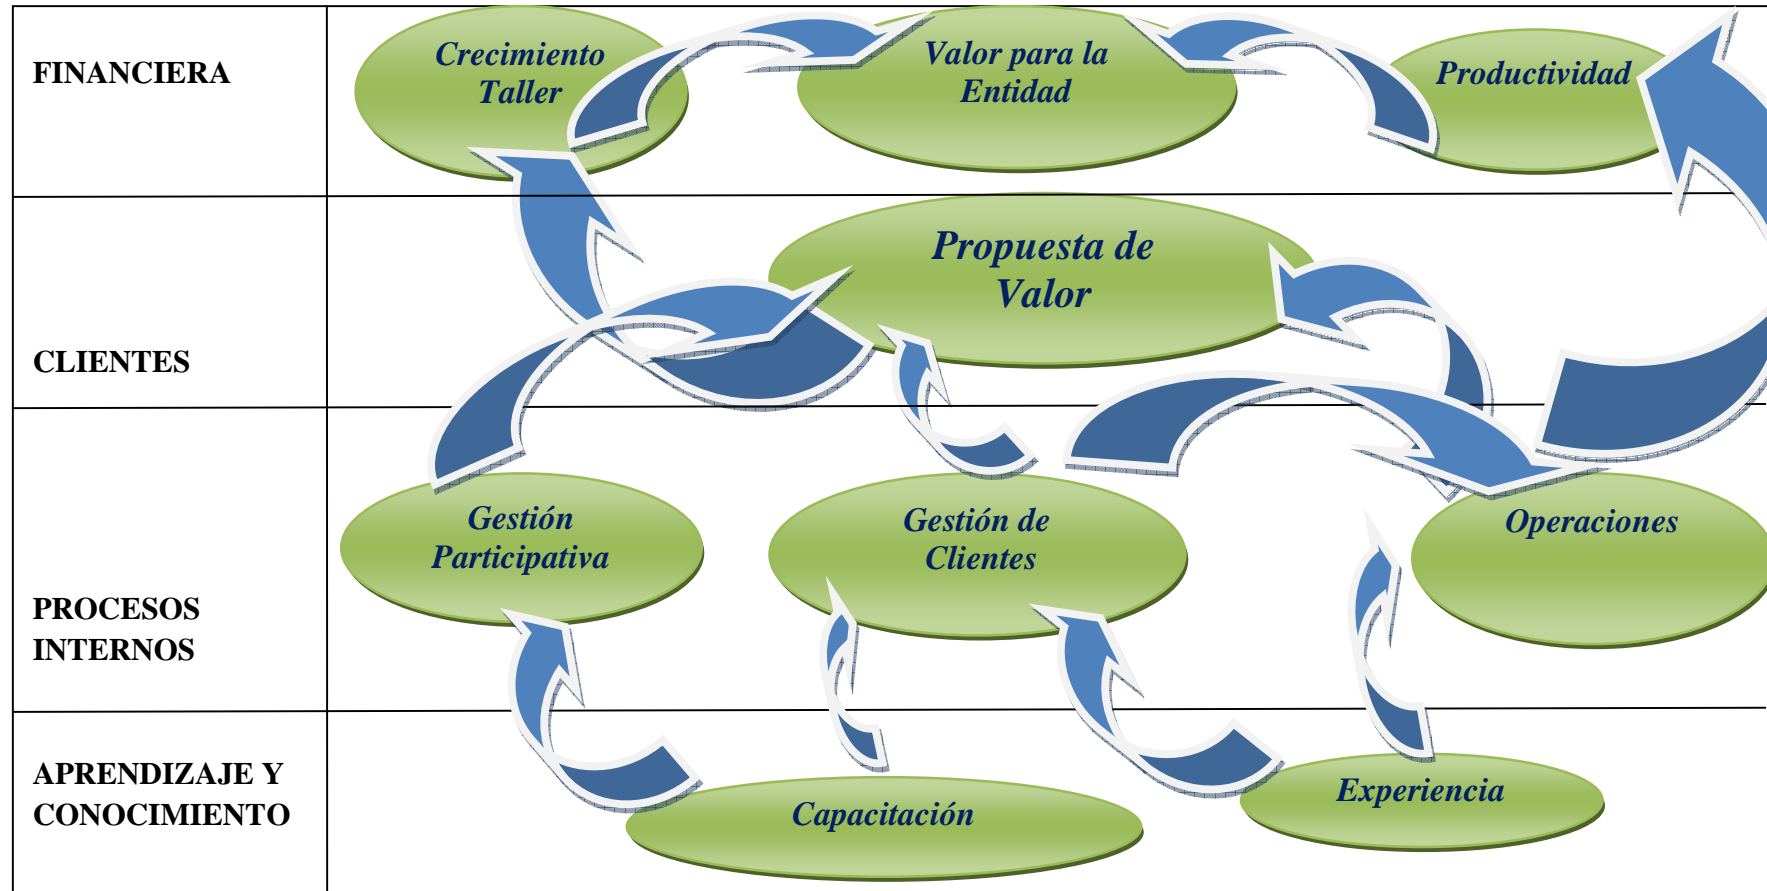 FINANCIERA
Crecimiento
Taller
Valor para la
Entidad
Productividad
CLIENTES
Propuesta de
Valor
PROCESOS
INTERNOS
Gestión
Participativa
Gestión de
Clientes
Operaciones
APRENDIZAJE Y
CONOCIMIENTO
Capacitación
Experiencia